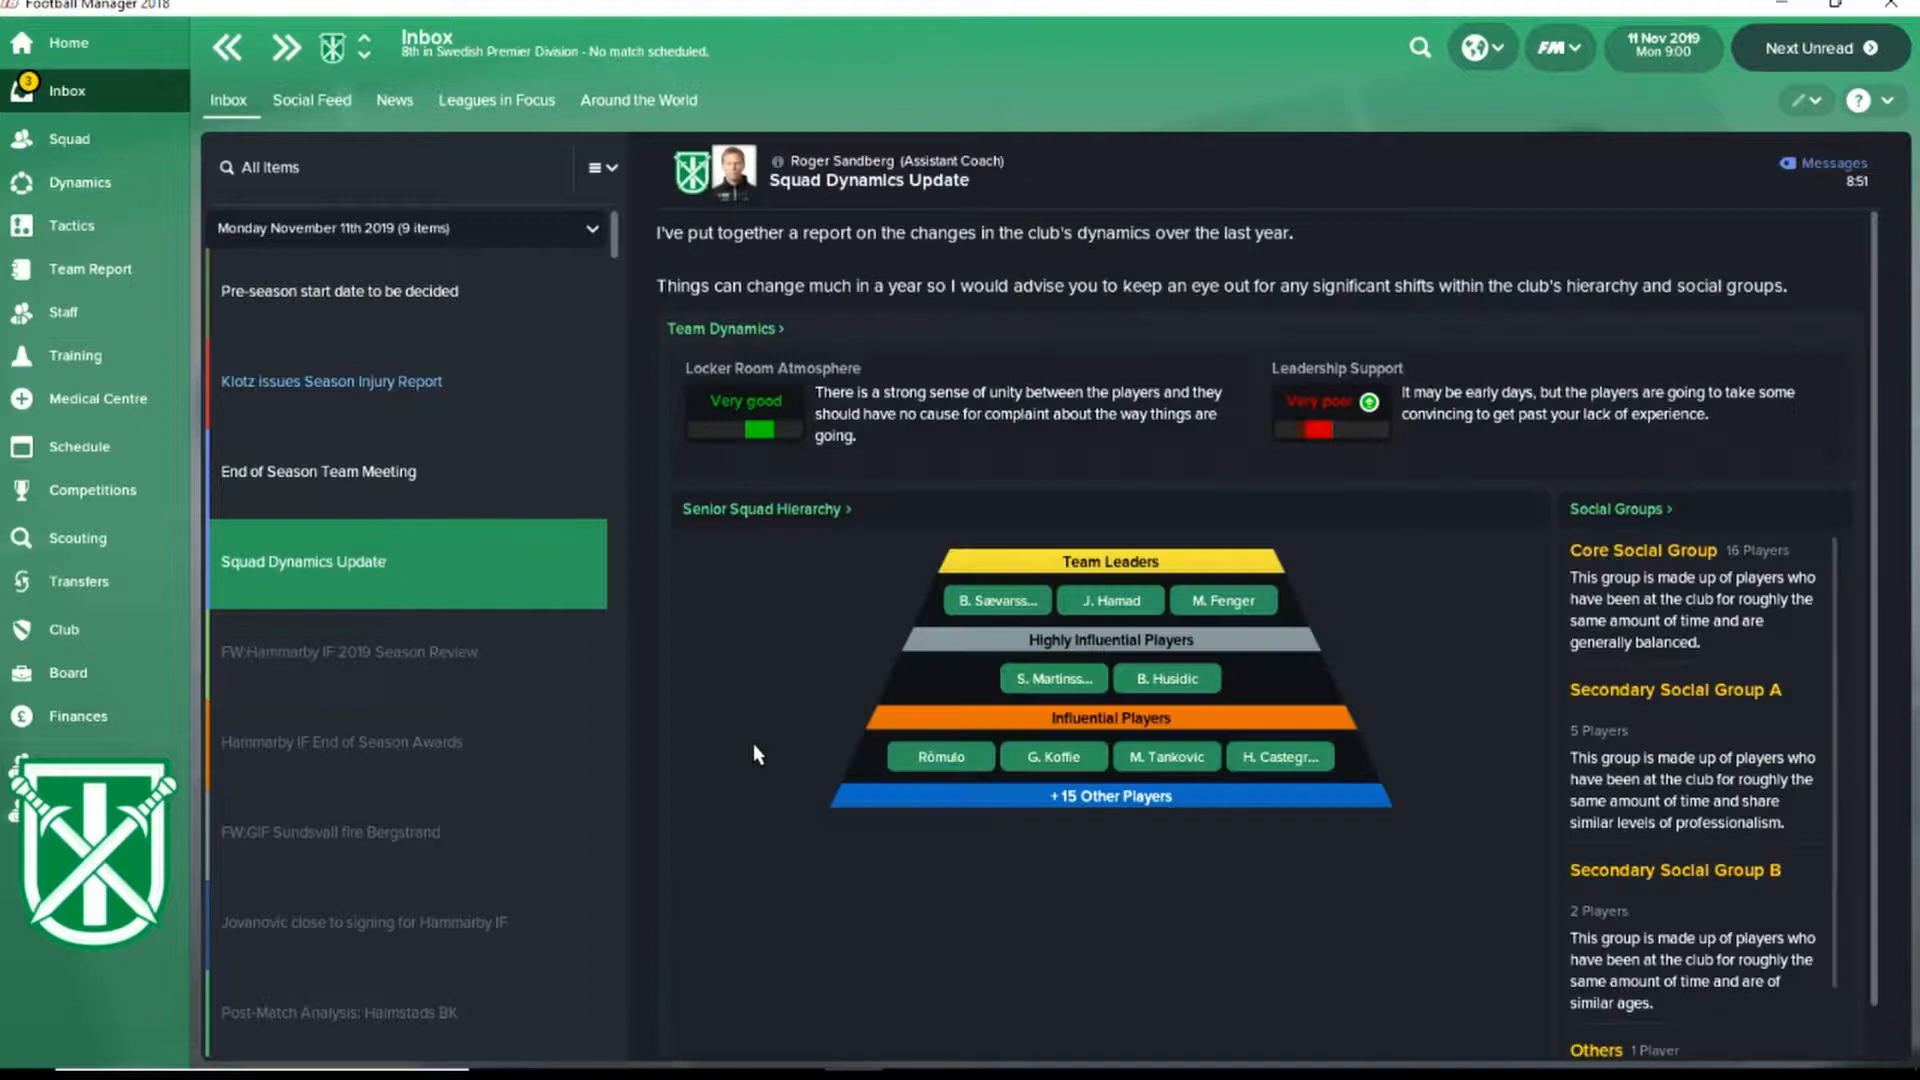 Football Manager 2018
Home
3
Inbox
Squad
Dynamics
Tactics
Team Report
Staff
Training
Medical Centre
Schedule
Competitions
Scouting
Transfers
Club
Board
Finances
Inbox
8th in Swedish Premier Division - No match scheduled.
FM
11 Nov 2019
Mon 9:00
Next Unread
Inbox
Social Feed
News
Leagues in Focus
Around the World
?
All Items
Monday November 11th 2019 (9 items)
Pre-season start date to be decided
Klotz issues Season Injury Report
End of Season Team Meeting
Squad Dynamics Update
FW:Hammarby IF 2019 Season Review
Hammarby IF End of Season Awards
FW:GIF Sundsvall fire Bergstrand
Jovanovic close to signing for Hammarby IF
Post-Match Analysis: Halmstads BK
Roger Sandberg (Assistant Coach)
Squad Dynamics Update
Messages
8:51
I've put together a report on the changes in the club's dynamics over the last year.
Things can change much in a year so I would advise you to keep an eye out for any significant shifts within the club's hierarchy and social groups.
Team Dynamics >
Locker Room Atmosphere
Very good
There is a strong sense of unity between the players and they
should have no cause for complaint about the way things are
going.
Leadership Support
Very poor
It may be early days, but the players are going to take some
convincing to get past your lack of experience.
Senior Squad Hierarchy >
Team Leaders
B. Sævarss...
J. Hamad
M. Fenger
Highly Influential Players
S. Martinss...
B. Husidic
Influential Players
Rômulo
G. Koffie
M. Tankovic
H. Castegr...
+ 15 Other Players
Social Groups >
Core Social Group 16 Players
This group is made up of players who
have been at the club for roughly the
same amount of time and are
generally balanced.
Secondary Social Group A
5 Players
This group is made up of players who
have been at the club for roughly the
same amount of time and share
similar levels of professionalism.
Secondary Social Group B
2 Players
This group is made up of players who
have been at the club for roughly the
same amount of time and are of
similar ages.
Others 1 Player